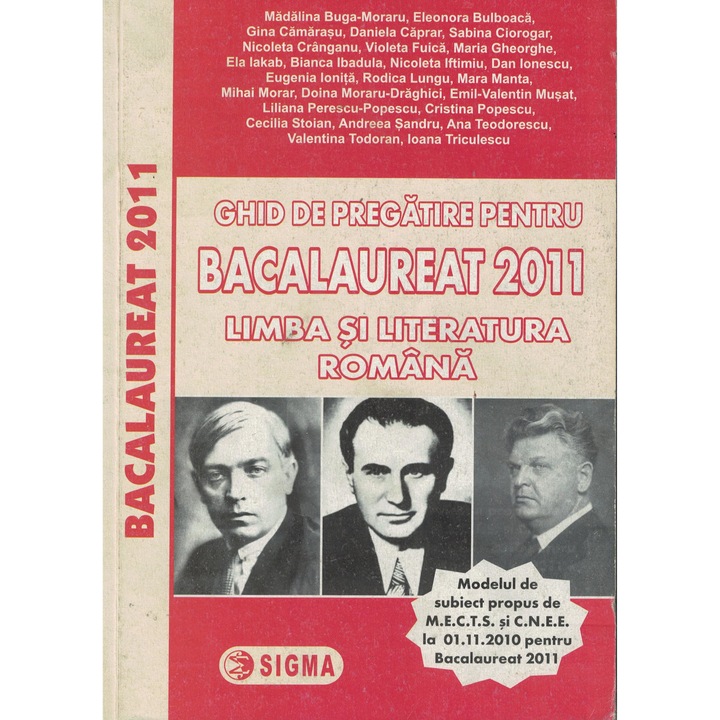 Mădălina Buga-Moraru, Eleonora Bulboacă,
Gina Cămărașu, Daniela Căprar, Sabina Ciorogar,
Nicoleta Crânganu, Violeta Fuică, Maria Gheorghe,
Ela Iakab, Bianca Ibadula, Nicoleta Iftimiu, Dan Ionescu,
Eugenia Ioniță, Rodica Lungu, Mara Manta,
Mihai Morar, Doina Moraru-Drăghici, Emil-Valentin Mușat,
Liliana Perescu-Popescu, Cristina Popescu,
Cecilia Stoian, Andreea Șandru, Ana Teodorescu,
Valentina Todoran, Ioana Triculescu
BACALAUREAT 2011
GHID DE PREGĂTIRE PENTRU
BACALAUREAT 2011
LIMBA ȘI LITERATURA
ROMÂNĂ
Modelul de
subiect propus de
M.E.C.T.S. și C.N.E.E.
la 01.11.2010 pentru
Bacalaureat 2011
SIGMA